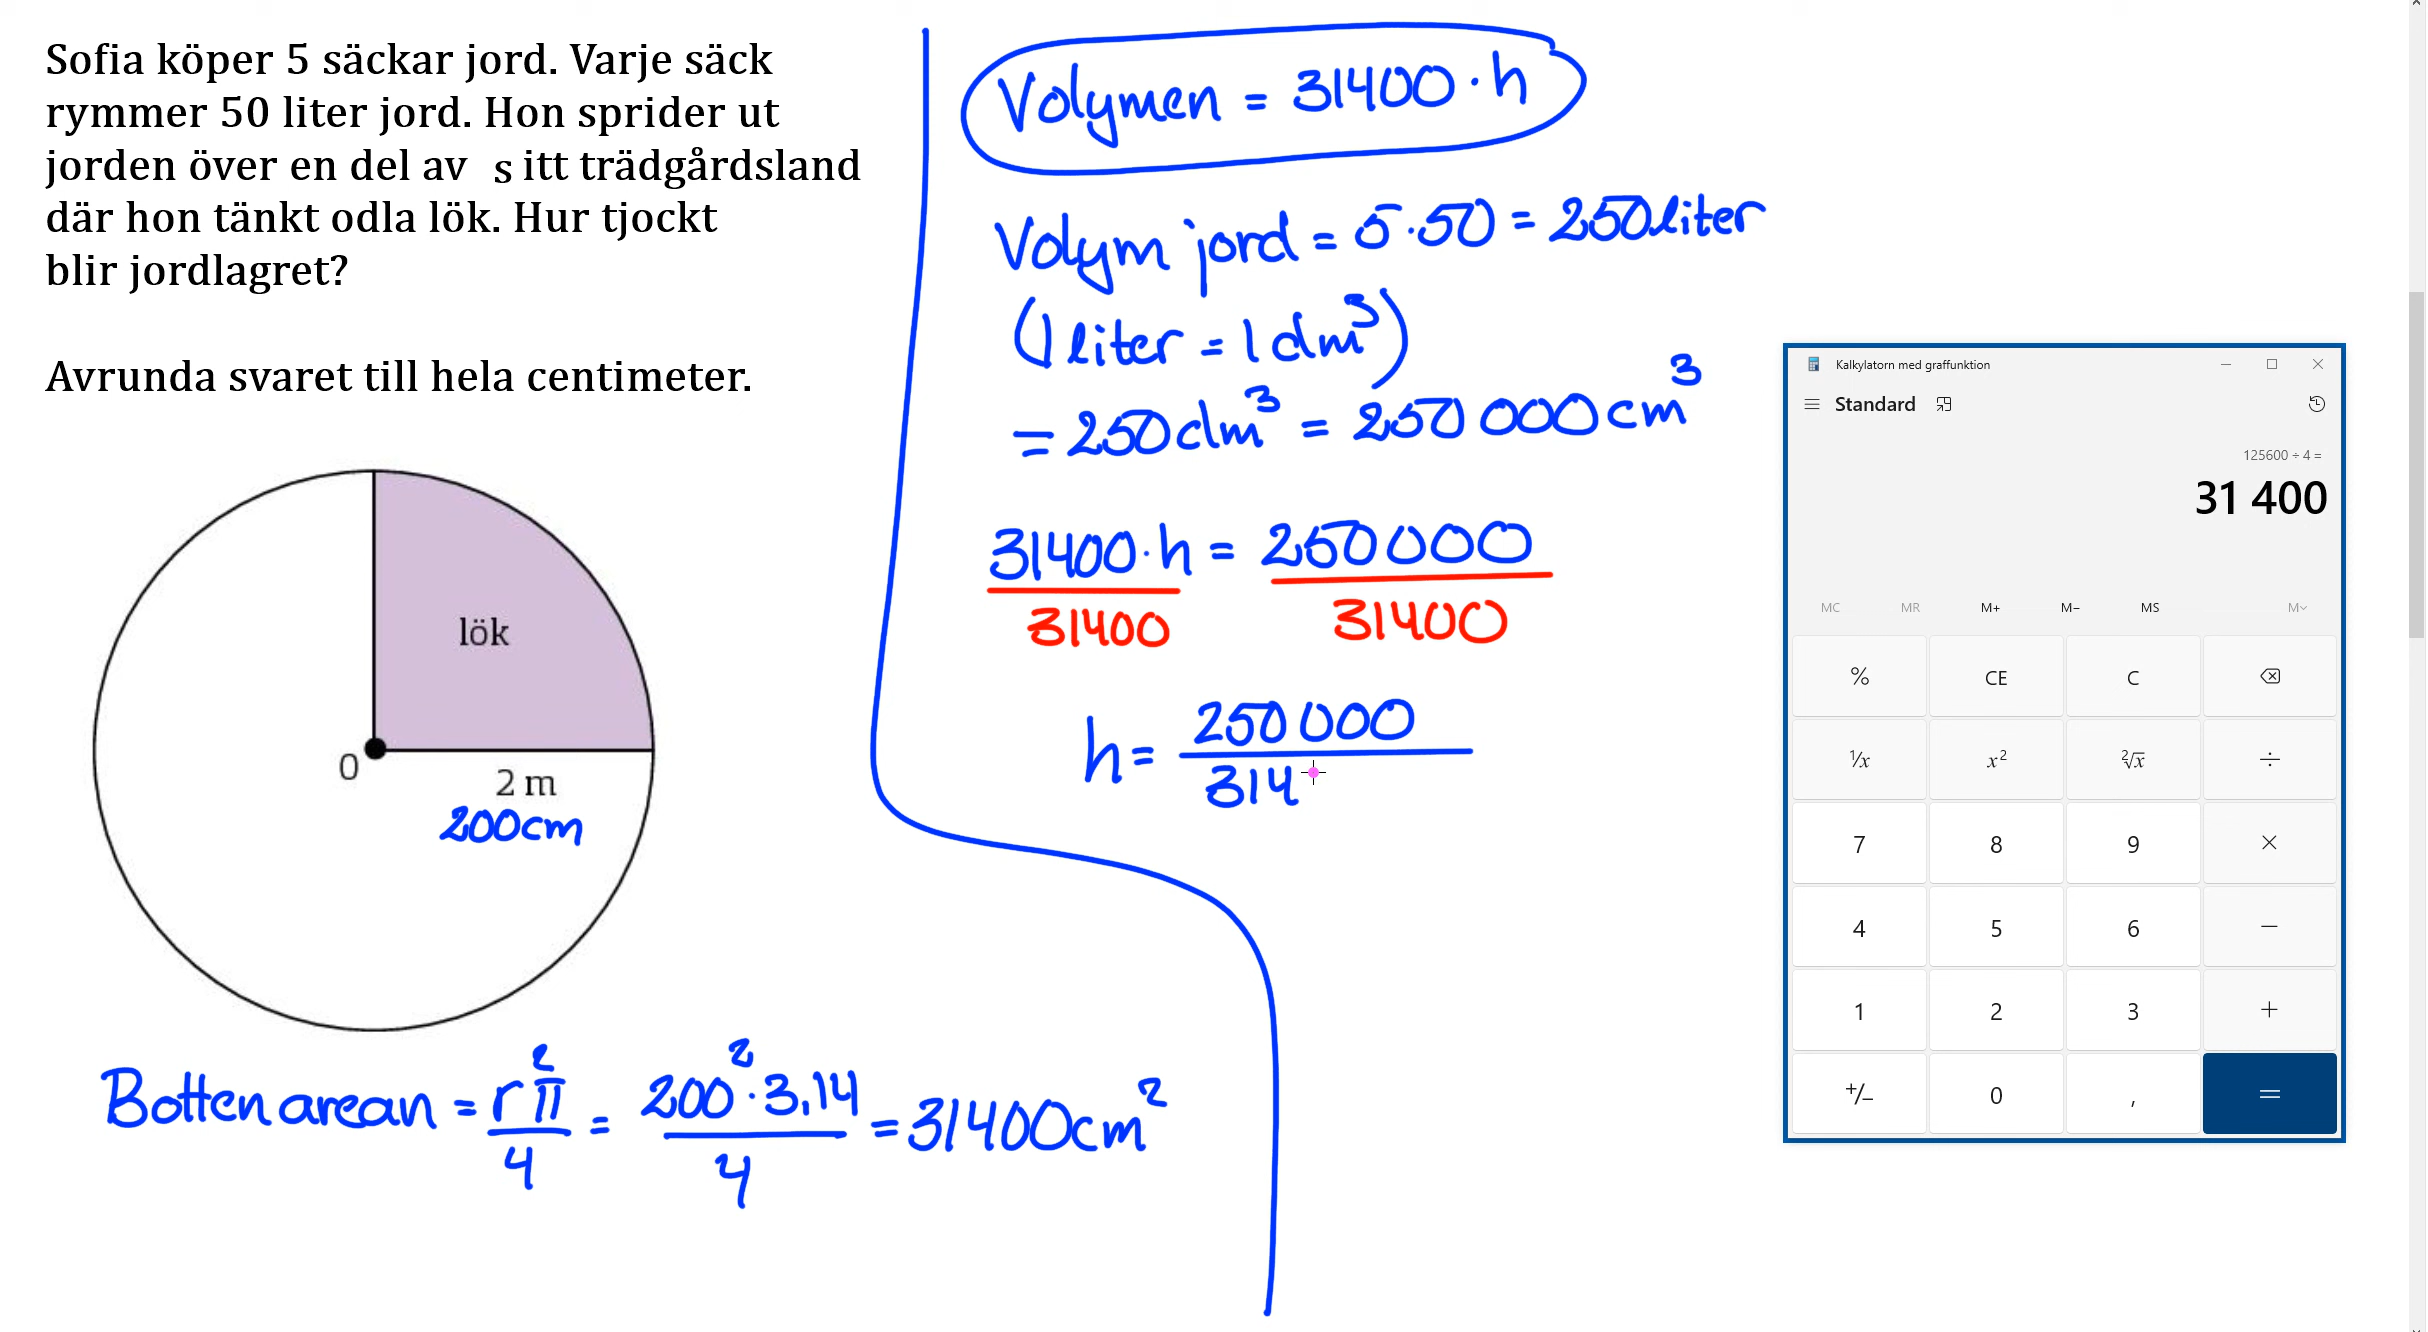 Sofia köper 5 säckar jord. Varje säck
rymmer 50 liter jord. Hon sprider ut
jorden över en del av sitt trädgårdsland
där hon tänkt odla lök. Hur tjockt
blir jordlagret?
Avrunda svaret till hela centimeter.
lök
0
2 m
200cm
Bottenarean = r²π/4 = 200²·3,14/4 = 31400cm²
Volymen = 31400·h
Volym jord = 5·50 = 250liter
(1 liter = 1 dm³)
= 250dm³ = 250 000cm³
31400·h = 250000
31400 31400
h = 250 000
314
Kalkylatorn med graffunktion
Standard
125600 ÷ 4 =
31 400
MC MR M+ M− MS M˅
% CE C
¹/x x² ²√x ÷
7 8 9 ×
4 5 6 −
1 2 3 +
+/− 0 , =